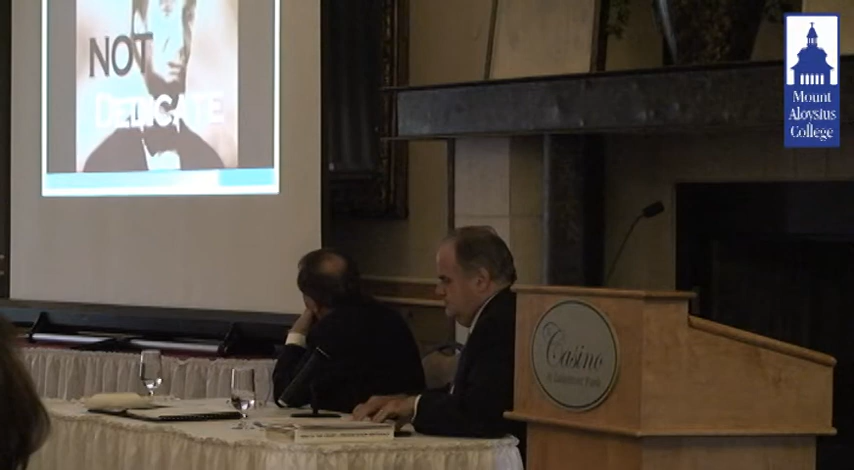 NOT
DEDICATE
Mount
Aloysius
College
Casino